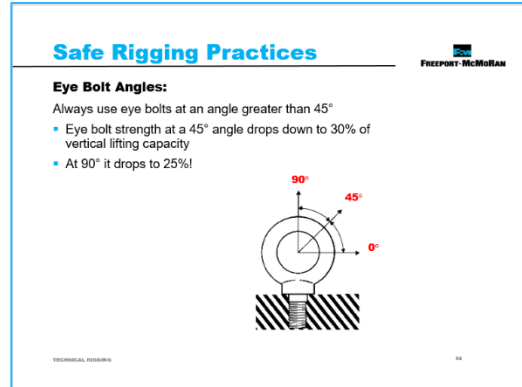 Safe Rigging Practices
FCX
FREEPORT-MCMORAN
Eye Bolt Angles:
Always use eye bolts at an angle greater than 45°
▪ Eye bolt strength at a 45° angle drops down to 30% of
vertical lifting capacity
▪ At 90° it drops to 25%!
90°
45°
0°
TECHNICAL RIGGING